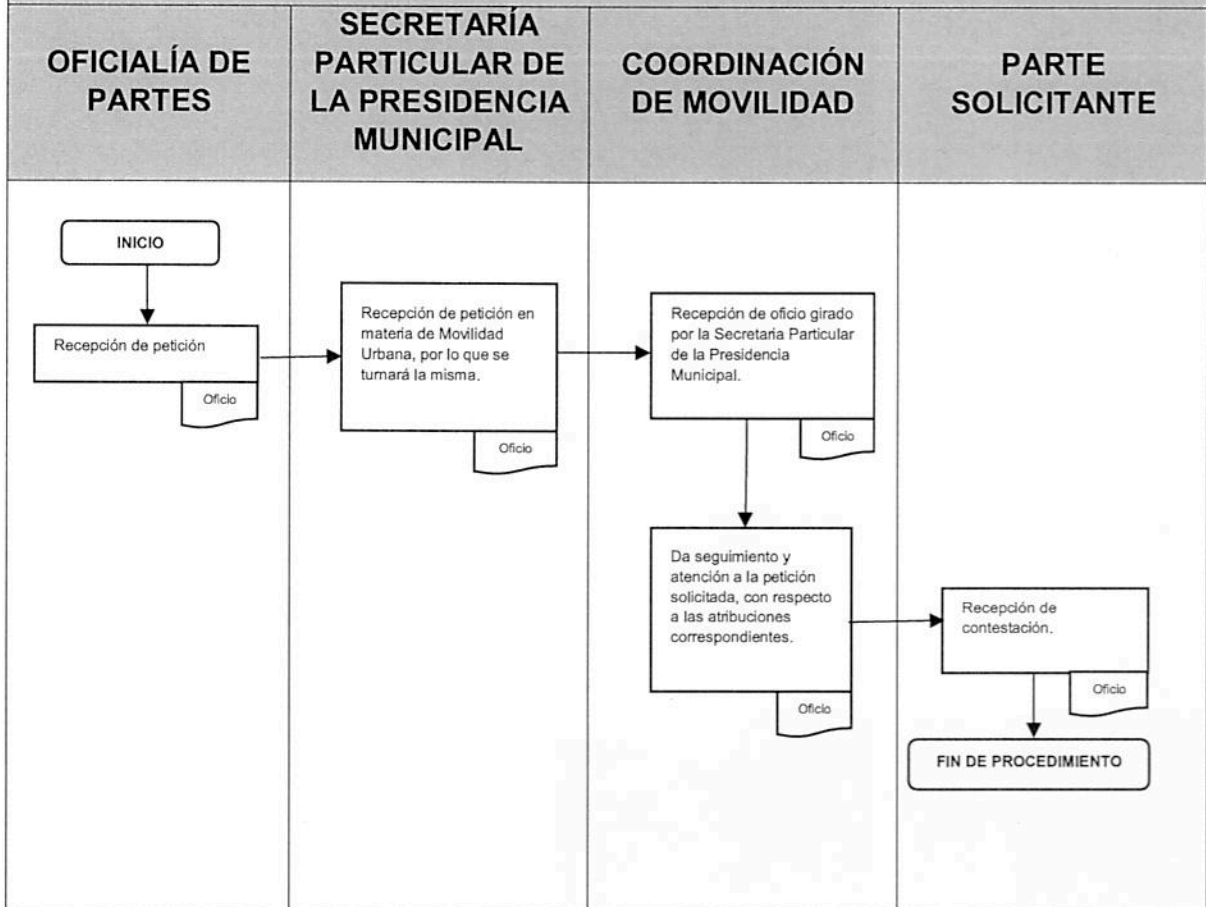 OFICIALÍA DE
PARTES
SECRETARÍA
PARTICULAR DE
LA PRESIDENCIA
MUNICIPAL
COORDINACIÓN
DE MOVILIDAD
PARTE
SOLICITANTE
INICIO
Recepción de petición
Oficio
Recepción de petición en
materia de Movilidad
Urbana, por lo que se
turnará la misma.
Oficio
Recepción de oficio girado
por la Secretaria Particular
de la Presidencia
Municipal.
Oficio
Da seguimiento y
atención a la petición
solicitada, con respecto
a las atribuciones
correspondientes.
Oficio
Recepción de
contestación.
Oficio
FIN DE PROCEDIMIENTO